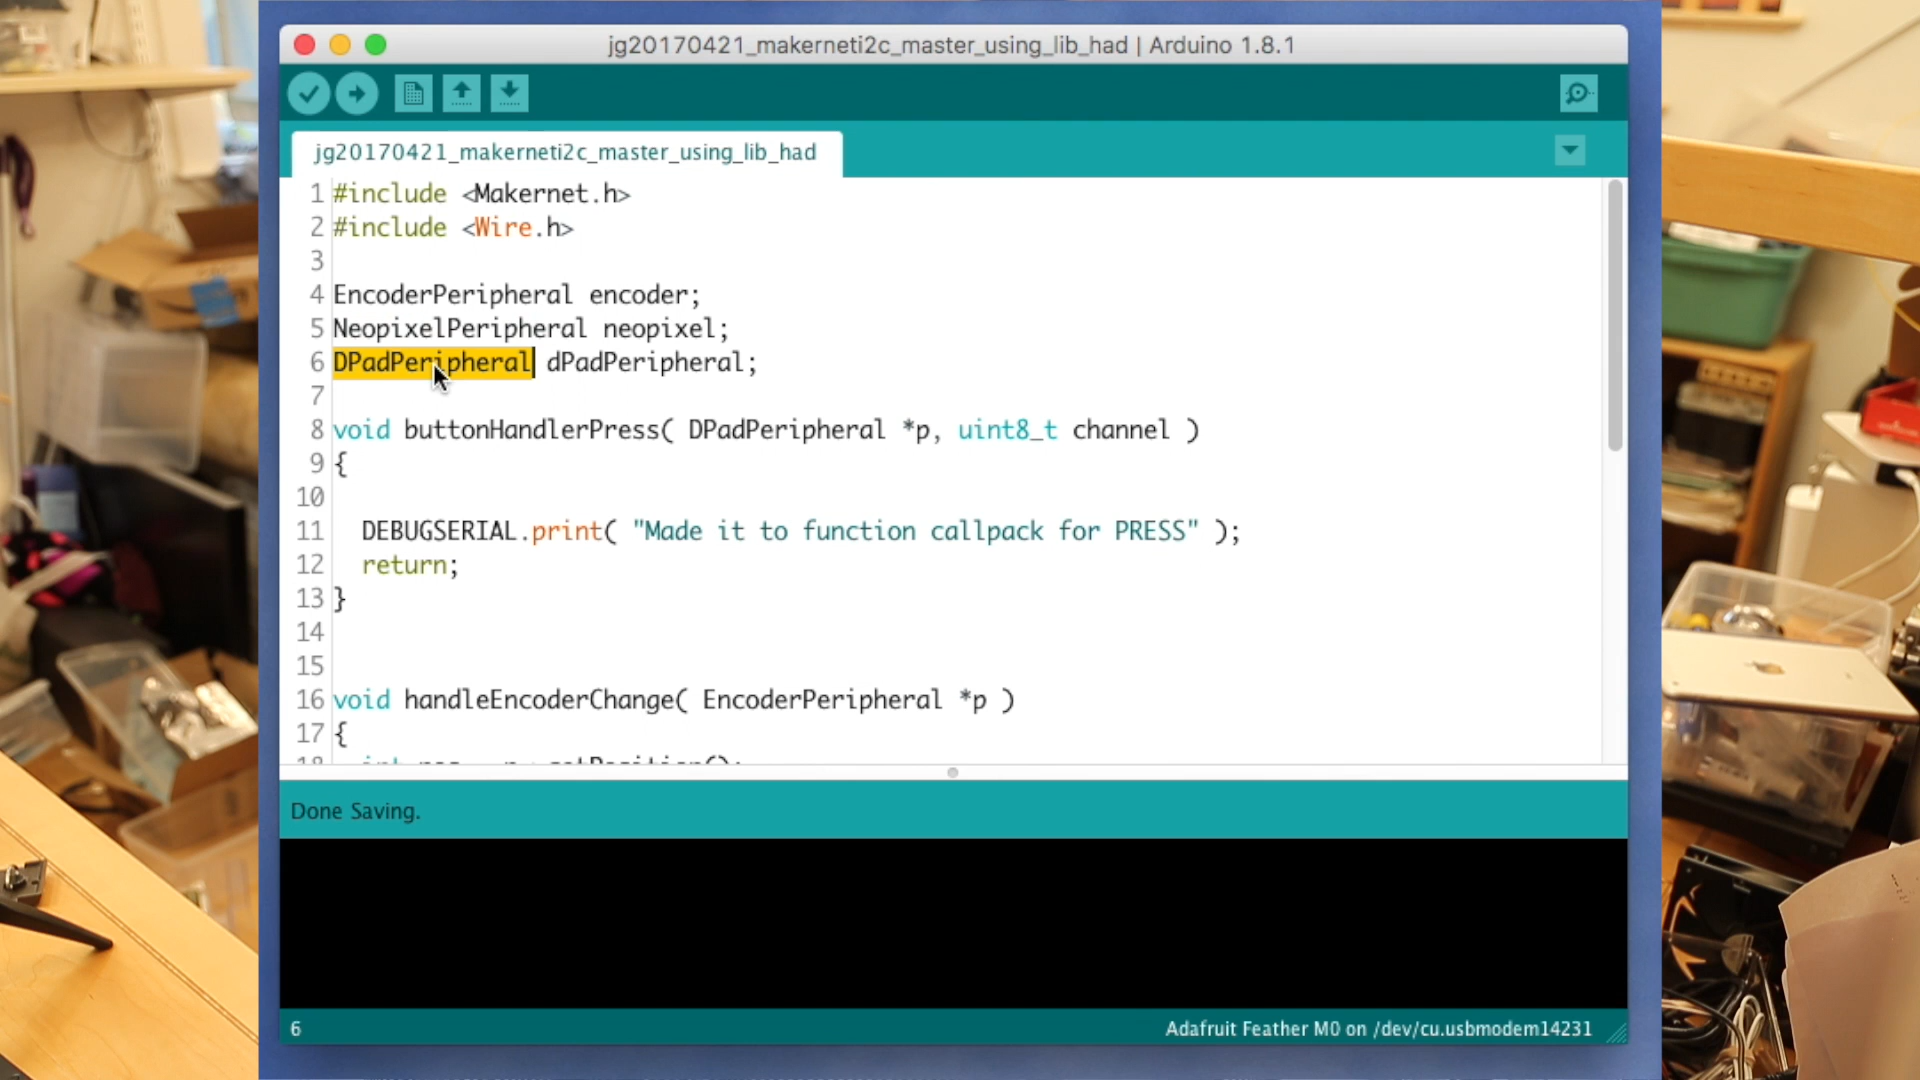 jg20170421_makerneti2c_master_using_lib_had | Arduino 1.8.1
jg20170421_makerneti2c_master_using_lib_had
1 #include <Makernet.h>
2 #include <Wire.h>
3
4 EncoderPeripheral encoder;
5 NeopixelPeripheral neopixel;
6 DPadPeripheral dPadPeripheral;
7
8 void buttonHandlerPress( DPadPeripheral *p, uint8_t channel )
9 {
10
11 DEBUGSERIAL.print( "Made it to function callpack for PRESS" );
12 return;
13 }
14
15
16 void handleEncoderChange( EncoderPeripheral *p )
17 {
Done Saving.
6
Adafruit Feather M0 on /dev/cu.usbmodem14231